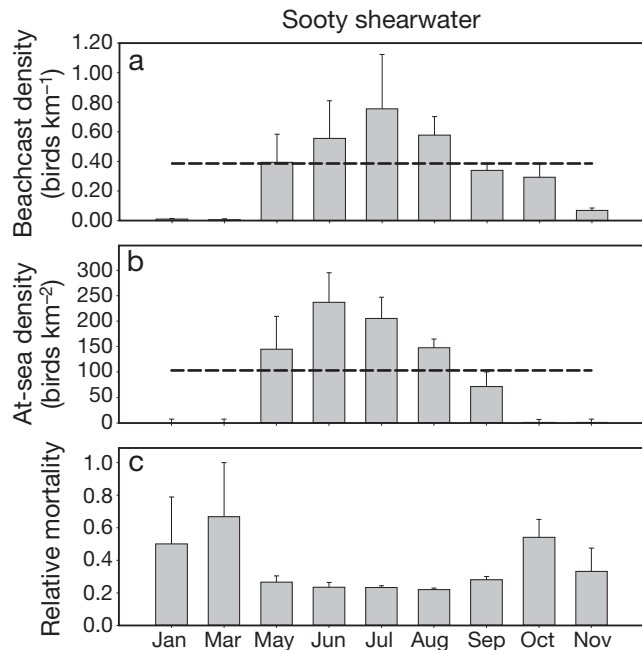 Sooty shearwater
a
Beachcast density
(birds km⁻¹)
1.20
1.00
0.80
0.60
0.40
0.20
0.00
b
At-sea density
(birds km⁻²)
300
250
200
150
100
50
0
c
Relative mortality
1.0
0.8
0.6
0.4
0.2
0.0
Jan Mar May Jun Jul Aug Sep Oct Nov